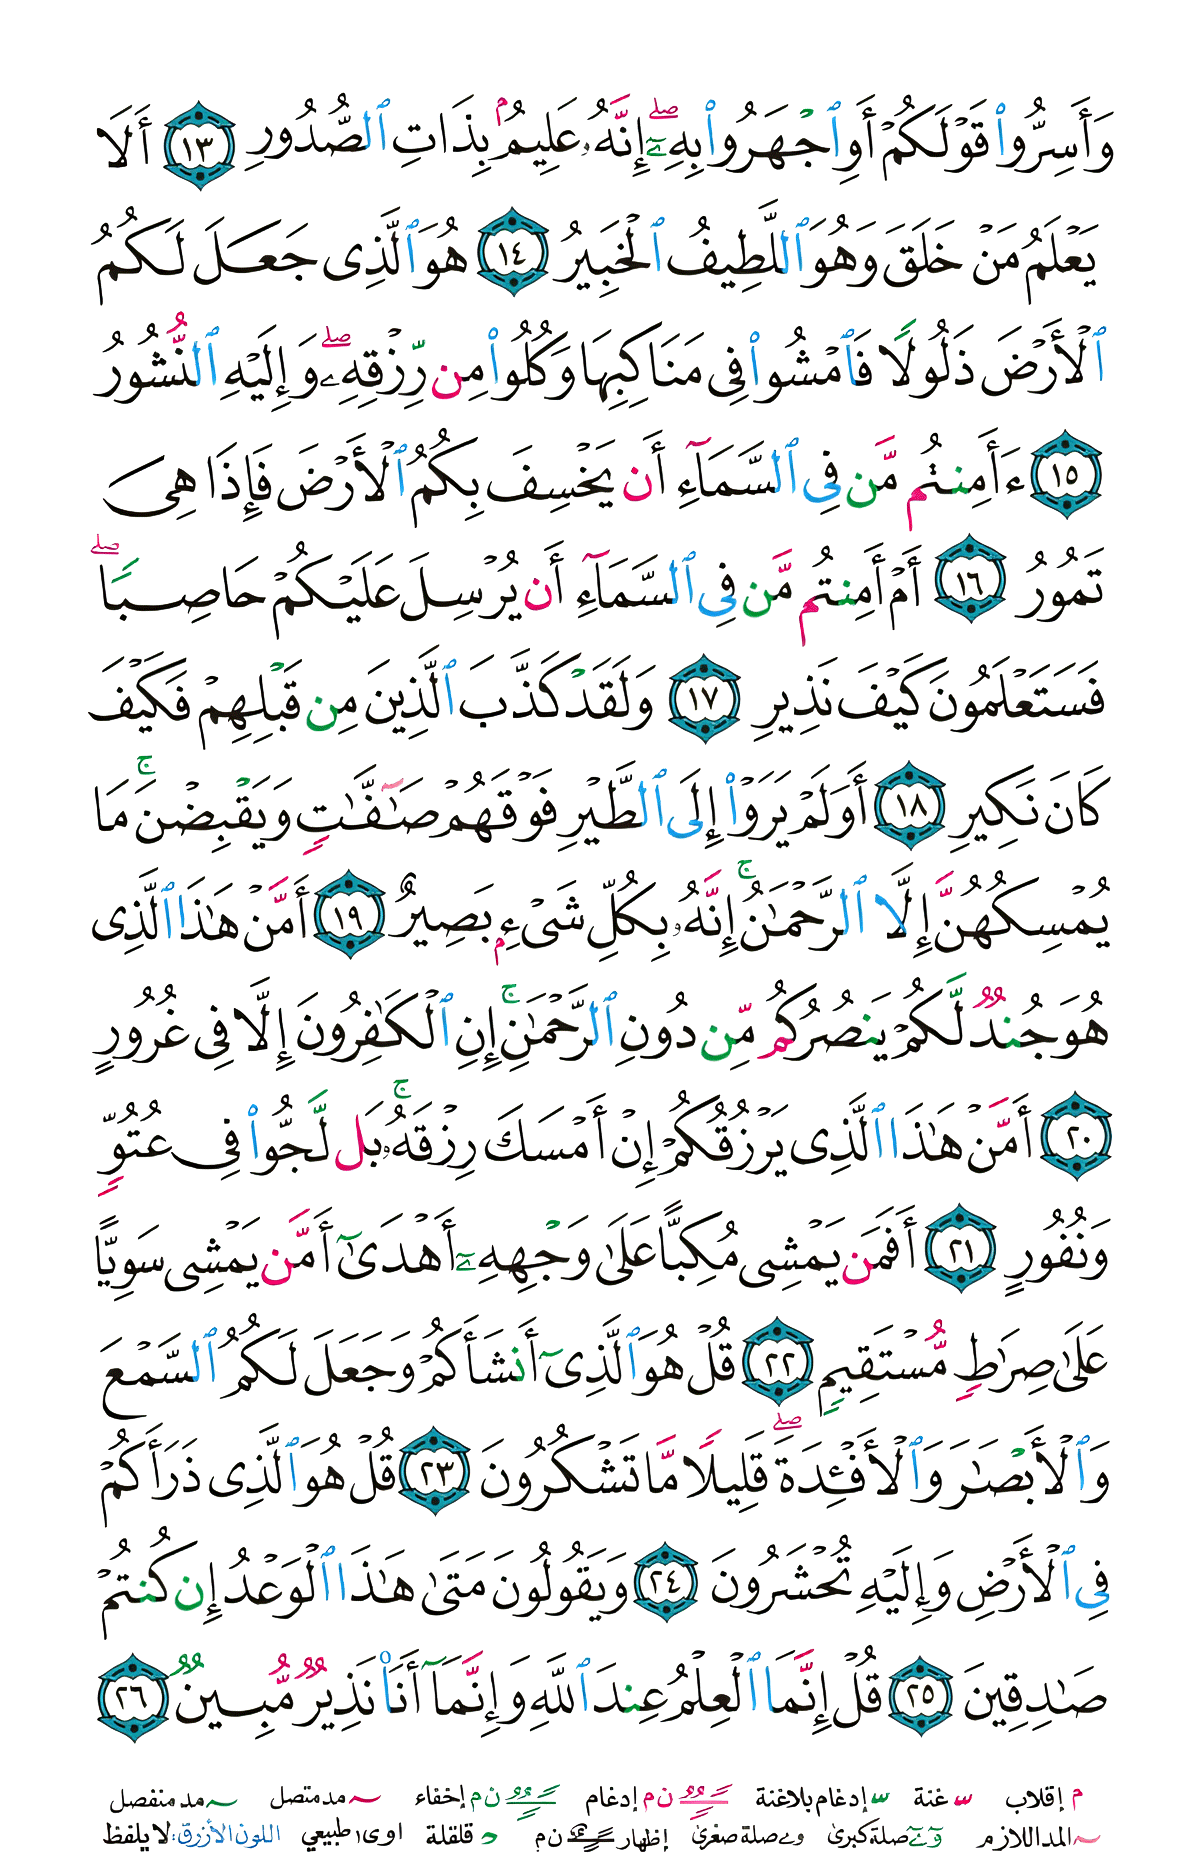 وَأَسِرُّوا۟ قَوْلَكُمْ أَوِ ٱجْهَرُوا۟ بِهِۦٓ ۖ إِنَّهُۥ عَلِيمٌۢ بِذَاتِ ٱلصُّدُورِ ١٣ أَلَا
يَعْلَمُ مَنْ خَلَقَ وَهُوَ ٱللَّطِيفُ ٱلْخَبِيرُ ١٤ هُوَ ٱلَّذِى جَعَلَ لَكُمُ
ٱلْأَرْضَ ذَلُولًا فَٱمْشُوا۟ فِى مَنَاكِبِهَا وَكُلُوا۟ مِن رِّزْقِهِۦ ۖ وَإِلَيْهِ ٱلنُّشُورُ
١٥ ءَأَمِنتُم مَّن فِى ٱلسَّمَآءِ أَن يَخْسِفَ بِكُمُ ٱلْأَرْضَ فَإِذَا هِىَ
تَمُورُ ١٦ أَمْ أَمِنتُم مَّن فِى ٱلسَّمَآءِ أَن يُرْسِلَ عَلَيْكُمْ حَاصِبًا ۖ
فَسَتَعْلَمُونَ كَيْفَ نَذِيرِ ١٧ وَلَقَدْ كَذَّبَ ٱلَّذِينَ مِن قَبْلِهِمْ فَكَيْفَ
كَانَ نَكِيرِ ١٨ أَوَلَمْ يَرَوْا۟ إِلَى ٱلطَّيْرِ فَوْقَهُمْ صَـٰٓفَّـٰتٍ وَيَقْبِضْنَ ۚ مَا
يُمْسِكُهُنَّ إِلَّا ٱلرَّحْمَـٰنُ ۚ إِنَّهُۥ بِكُلِّ شَىْءٍۭ بَصِيرٌ ١٩ أَمَّنْ هَـٰذَا ٱلَّذِى
هُوَ جُندٌ لَّكُمْ يَنصُرُكُم مِّن دُونِ ٱلرَّحْمَـٰنِ ۚ إِنِ ٱلْكَـٰفِرُونَ إِلَّا فِى غُرُورٍ
٢٠ أَمَّنْ هَـٰذَا ٱلَّذِى يَرْزُقُكُمْ إِنْ أَمْسَكَ رِزْقَهُۥ ۚ بَل لَّجُّوا۟ فِى عُتُوٍّ
وَنُفُورٍ ٢١ أَفَمَن يَمْشِى مُكِبًّا عَلَىٰ وَجْهِهِۦٓ أَهْدَىٰٓ أَمَّن يَمْشِى سَوِيًّا
عَلَىٰ صِرَٰطٍ مُّسْتَقِيمٍ ٢٢ قُلْ هُوَ ٱلَّذِىٓ أَنشَأَكُمْ وَجَعَلَ لَكُمُ ٱلسَّمْعَ
وَٱلْأَبْصَـٰرَ وَٱلْأَفْـِٔدَةَ ۖ قَلِيلًا مَّا تَشْكُرُونَ ٢٣ قُلْ هُوَ ٱلَّذِى ذَرَأَكُمْ
فِى ٱلْأَرْضِ وَإِلَيْهِ تُحْشَرُونَ ٢٤ وَيَقُولُونَ مَتَىٰ هَـٰذَا ٱلْوَعْدُ إِن كُنتُمْ
صَـٰدِقِينَ ٢٥ قُلْ إِنَّمَا ٱلْعِلْمُ عِندَ ٱللَّهِ وَإِنَّمَآ أَنَا۠ نَذِيرٌ مُّبِينٌ ٢٦
م إقلاب ـّ غنة ـّ إدغام بلاغنة ـًـٌـٍ ن م إدغام ـًـٌـٍ ن م إخفاء ~ مد متصل ~ مد منفصل
~ المد اللازم وٓ ےٓ صلة كبرى و ے صلة صغرى إظهار ـًـٌـٍ ن م ـْ قلقلة ا و ى ا طبيعي اللون الأزرق: لا يلفظ